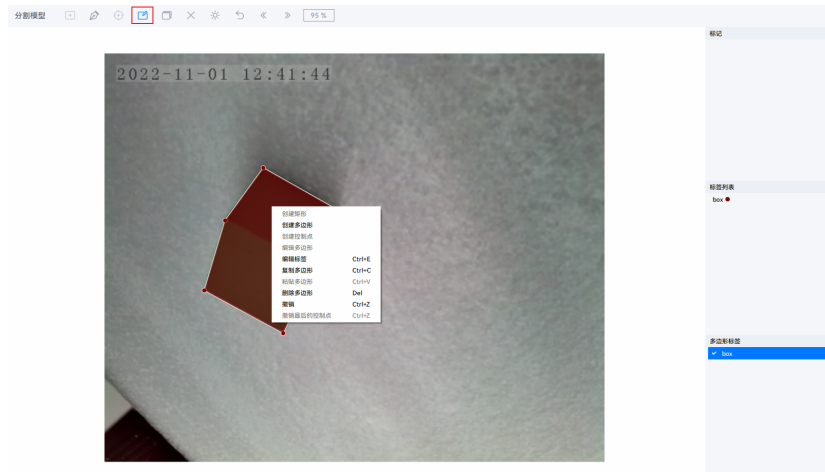 分割模型
95 %
标记
2022-11-01 12:41:44
标签列表
box
创建矩形
创建多边形
创建控制点
编辑多边形
编辑标签 Ctrl+E
复制多边形 Ctrl+C
粘贴多边形 Ctrl+V
删除多边形 Del
撤销 Ctrl+Z
撤销最后的控制点 Ctrl+Z
多边形标签
box